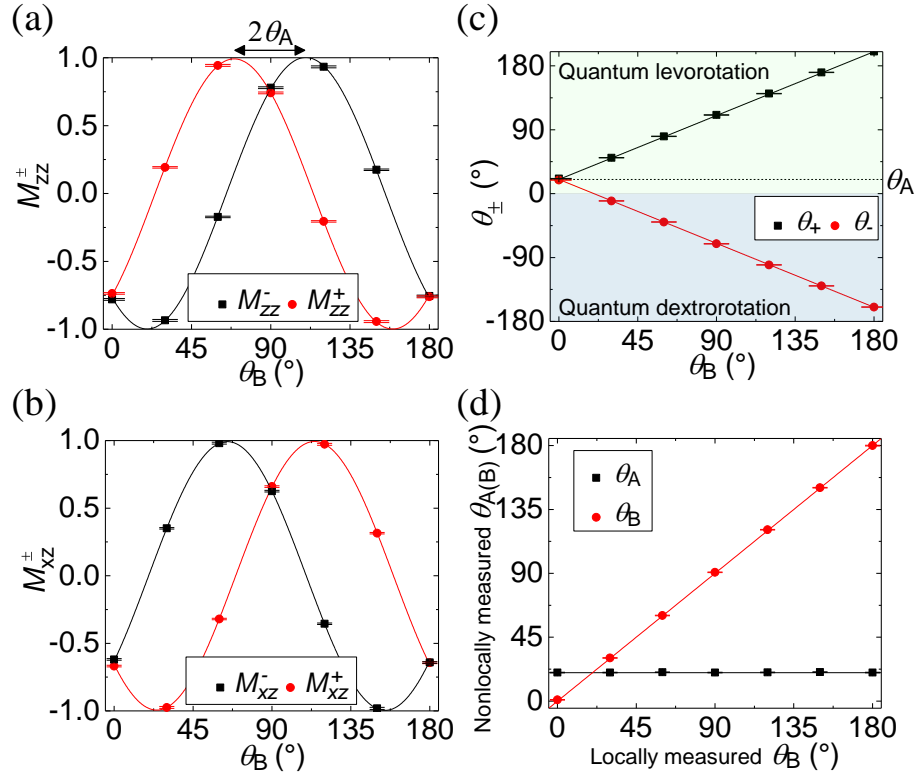 (a)
2θA
1.0
0.5
0.0
-0.5
-1.0
M±zz
M-zz M+zz
0 45 90 135 180
θB (°)
(b)
1.0
0.5
0.0
-0.5
-1.0
M±xz
M-xz M+xz
0 45 90 135 180
θB (°)
(c)
180
90
0
-90
-180
θ± (°)
Quantum levorotation
θA
θ+ θ-
Quantum dextrorotation
0 45 90 135 180
θB (°)
(d)
180
135
90
45
0
Nonlocally measured θA(B) (°)
θA
θB
0 45 90 135 180
Locally measured θB (°)